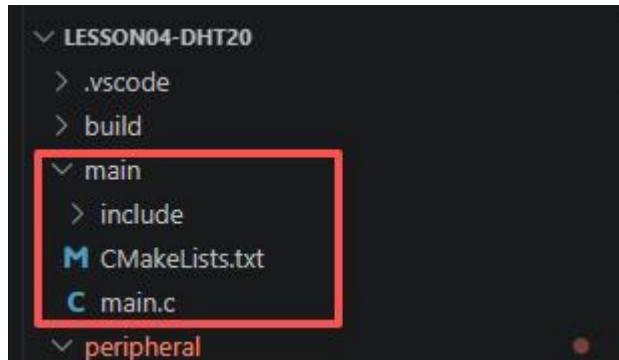 LESSON04-DHT20
.vscode
build
main
include
M CMakeLists.txt
C main.c
peripheral